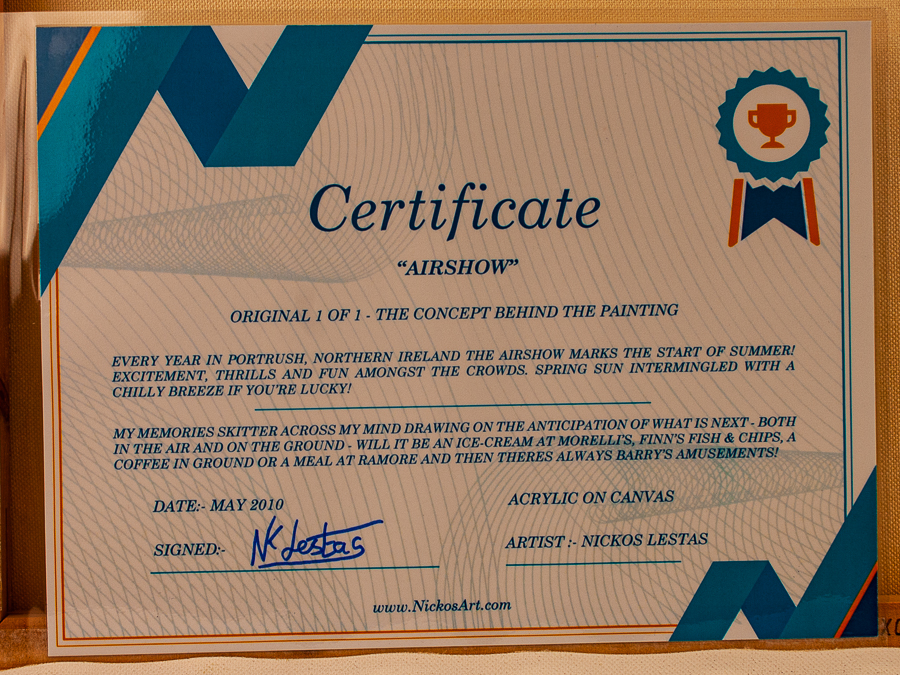 Certificate
"AIRSHOW"
ORIGINAL 1 OF 1 - THE CONCEPT BEHIND THE PAINTING
EVERY YEAR IN PORTRUSH, NORTHERN IRELAND THE AIRSHOW MARKS THE START OF SUMMER!
EXCITEMENT, THRILLS AND FUN AMONGST THE CROWDS. SPRING SUN INTERMINGLED WITH A
CHILLY BREEZE IF YOU'RE LUCKY!
MY MEMORIES SKITTER ACROSS MY MIND DRAWING ON THE ANTICIPATION OF WHAT IS NEXT - BOTH
IN THE AIR AND ON THE GROUND - WILL IT BE AN ICE-CREAM AT MORELLI'S, FINN'S FISH & CHIPS, A
COFFEE IN GROUND OR A MEAL AT RAMORE AND THEN THERES ALWAYS BARRY'S AMUSEMENTS!
DATE:- MAY 2010
ACRYLIC ON CANVAS
SIGNED:- NK Lestas
ARTIST :- NICKOS LESTAS
www.NickosArt.com